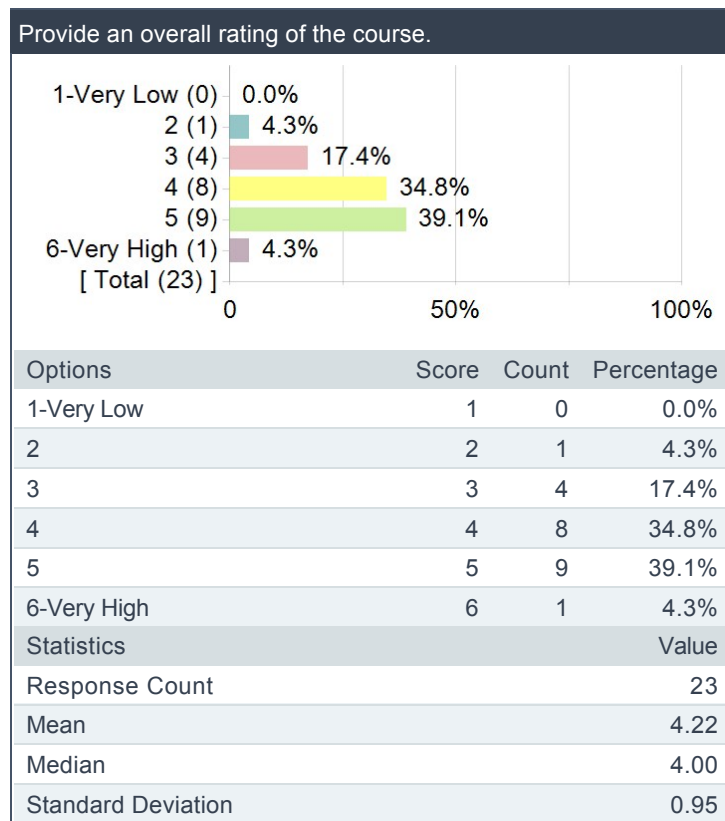 Provide an overall rating of the course.
1-Very Low (0) 0.0%
2 (1) 4.3%
3 (4) 17.4%
4 (8) 34.8%
5 (9) 39.1%
6-Very High (1) 4.3%
[ Total (23) ]
0 50% 100%
Options Score Count Percentage
1-Very Low 1 0 0.0%
2 2 1 4.3%
3 3 4 17.4%
4 4 8 34.8%
5 5 9 39.1%
6-Very High 6 1 4.3%
Statistics Value
Response Count 23
Mean 4.22
Median 4.00
Standard Deviation 0.95